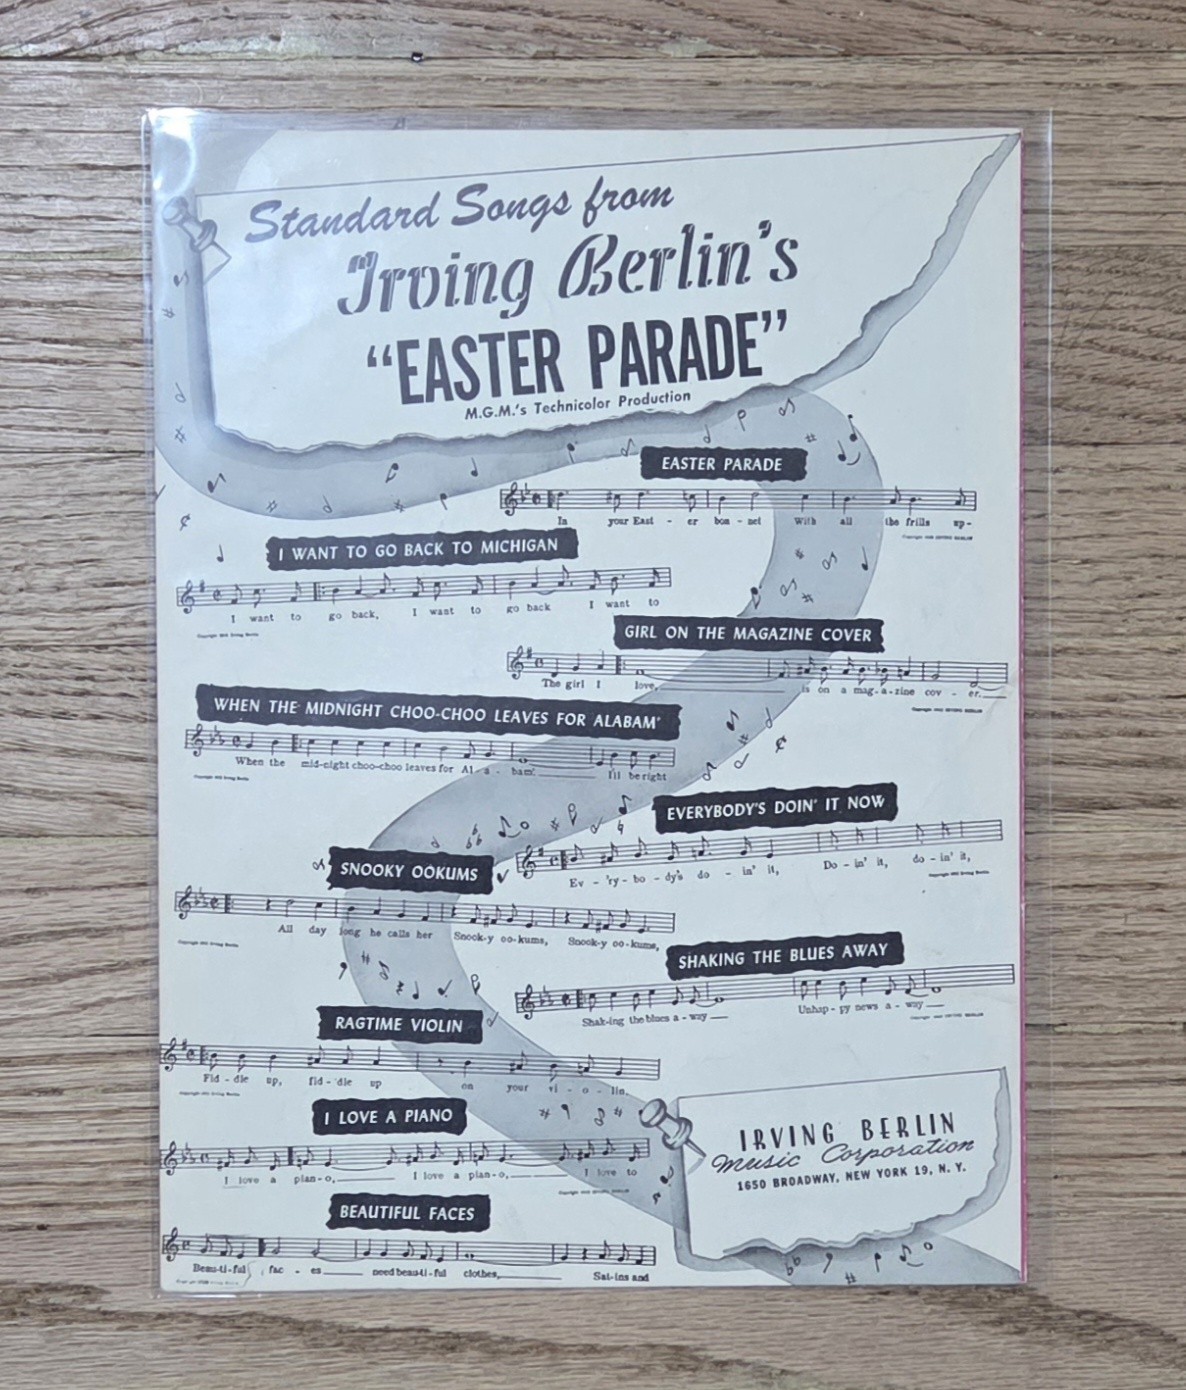 Standard Songs from
Irving Berlin's
"EASTER PARADE"
M.G.M.'s Technicolor Production
EASTER PARADE
In your East - er bon - net With all the frills up -
I WANT TO GO BACK TO MICHIGAN
I want to go back, I want to go back I want to
GIRL ON THE MAGAZINE COVER
The girl I love, is on a mag - a - zine cov - er.
WHEN THE MIDNIGHT CHOO-CHOO LEAVES FOR ALABAM'
When the mid-night choo-choo leaves for Al - a - bam' I'll be right
EVERYBODY'S DOIN' IT NOW
Ev - 'ry - bo - dy's do - in' it, Do - in' it, do - in' it,
SNOOKY OOKUMS
All day long he calls her Snook-y oo-kums, Snook-y oo-kums,
SHAKING THE BLUES AWAY
Shak-ing the blues a - way Unhap - py news a - way
RAGTIME VIOLIN
Fid - dle up, fid - dle up on your vi - o - lin.
I LOVE A PIANO
I love a pian-o, I love a pian-o, I love to
BEAUTIFUL FACES
Beau-ti-ful fac - es need beau-ti-ful clothes, Sat-ins and
IRVING BERLIN
Music Corporation
1650 BROADWAY, NEW YORK 19, N. Y.